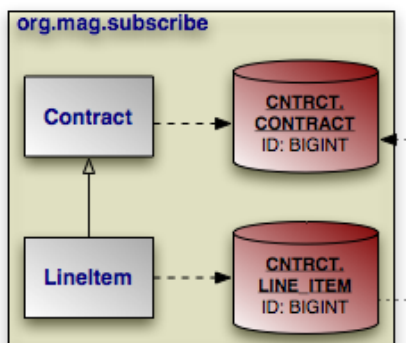 org.mag.subscribe
Contract
CNTRCT.
CONTRACT
ID: BIGINT
LineItem
CNTRCT.
LINE_ITEM
ID: BIGINT